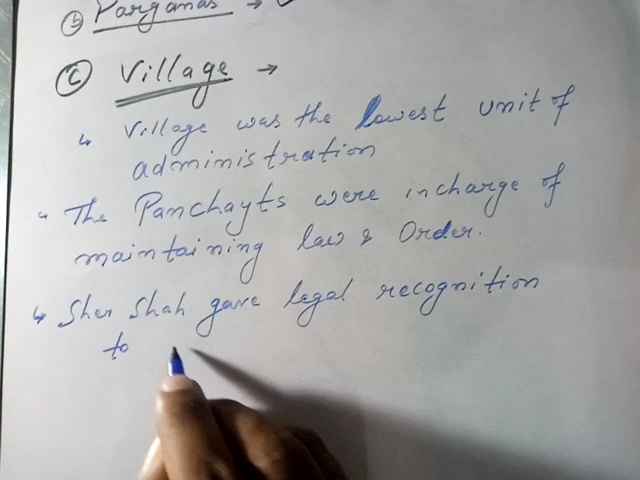 (b) Parganas →
(c) Village →
↳ Village was the lowest unit of
administration
The Panchayts were incharge of
maintaining law & Order.
↳ Sher Shah gave legal recognition
to